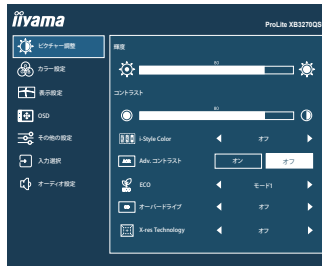 iiyama
ProLite XB3270QS
ピクチャー調整
カラー設定
表示設定
OSD
その他の設定
入力選択
オーディオ設定
輝度
80
コントラスト
80
i-Style Color オフ
Adv. コントラスト オン オフ
ECO モード1
オーバードライブ オフ
X-res Technology オフ